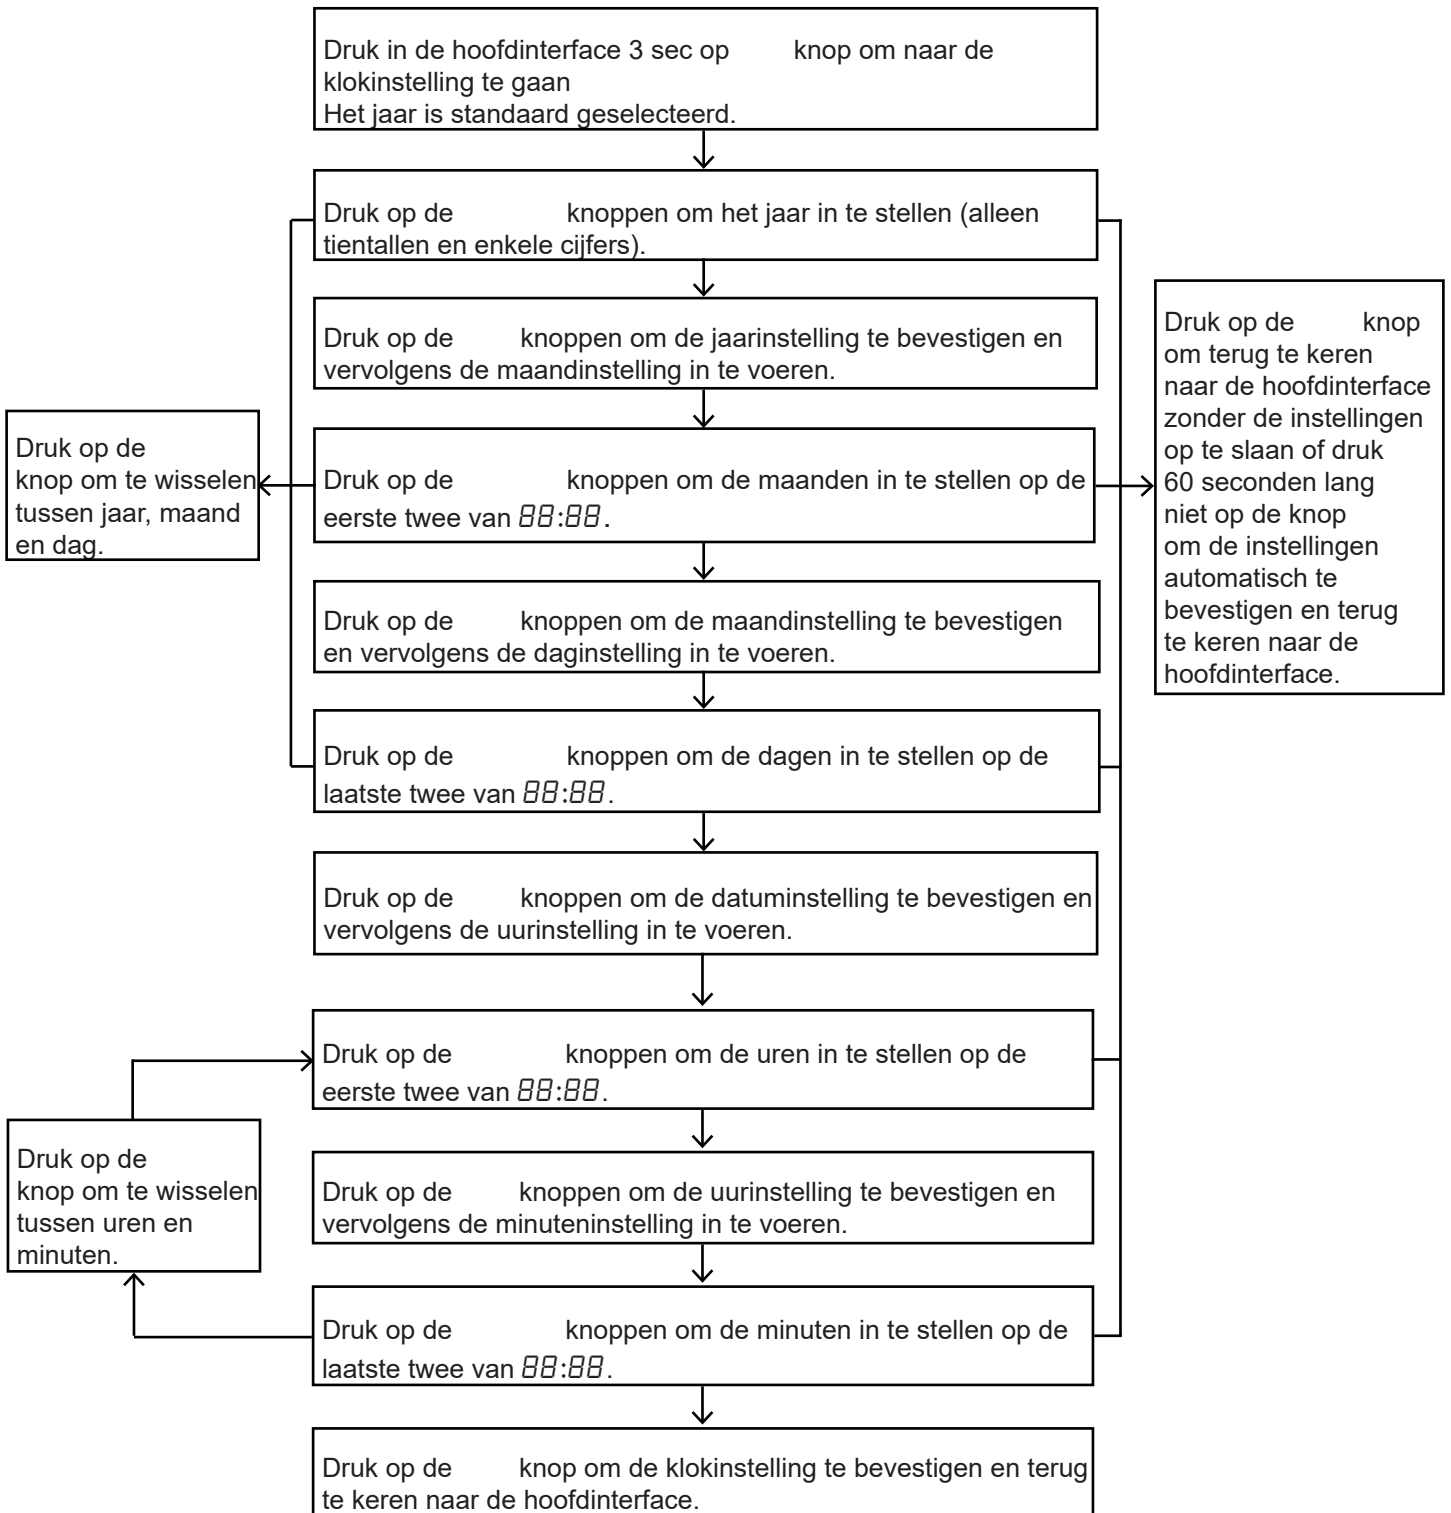 Druk in de hoofdinterface 3 sec op knop om naar de
klokinstelling te gaan
Het jaar is standaard geselecteerd.
Druk op de knoppen om het jaar in te stellen (alleen
tientallen en enkele cijfers).
Druk op de knoppen om de jaarinstelling te bevestigen en
vervolgens de maandinstelling in te voeren.
Druk op de
knop om te wisselen
tussen jaar, maand
en dag.
Druk op de knoppen om de maanden in te stellen op de
eerste twee van 88:88.
Druk op de knop
om terug te keren
naar de hoofdinterface
zonder de instellingen
op te slaan of druk
60 seconden lang
niet op de knop
om de instellingen
automatisch te
bevestigen en terug
te keren naar de
hoofdinterface.
Druk op de knoppen om de maandinstelling te bevestigen
en vervolgens de daginstelling in te voeren.
Druk op de knoppen om de dagen in te stellen op de
laatste twee van 88:88.
Druk op de knoppen om de datuminstelling te bevestigen en
vervolgens de uurinstelling in te voeren.
Druk op de knoppen om de uren in te stellen op de
eerste twee van 88:88.
Druk op de
knop om te wisselen
tussen uren en
minuten.
Druk op de knoppen om de uurinstelling te bevestigen en
vervolgens de minuteninstelling in te voeren.
Druk op de knoppen om de minuten in te stellen op de
laatste twee van 88:88.
Druk op de knop om de klokinstelling te bevestigen en terug
te keren naar de hoofdinterface.